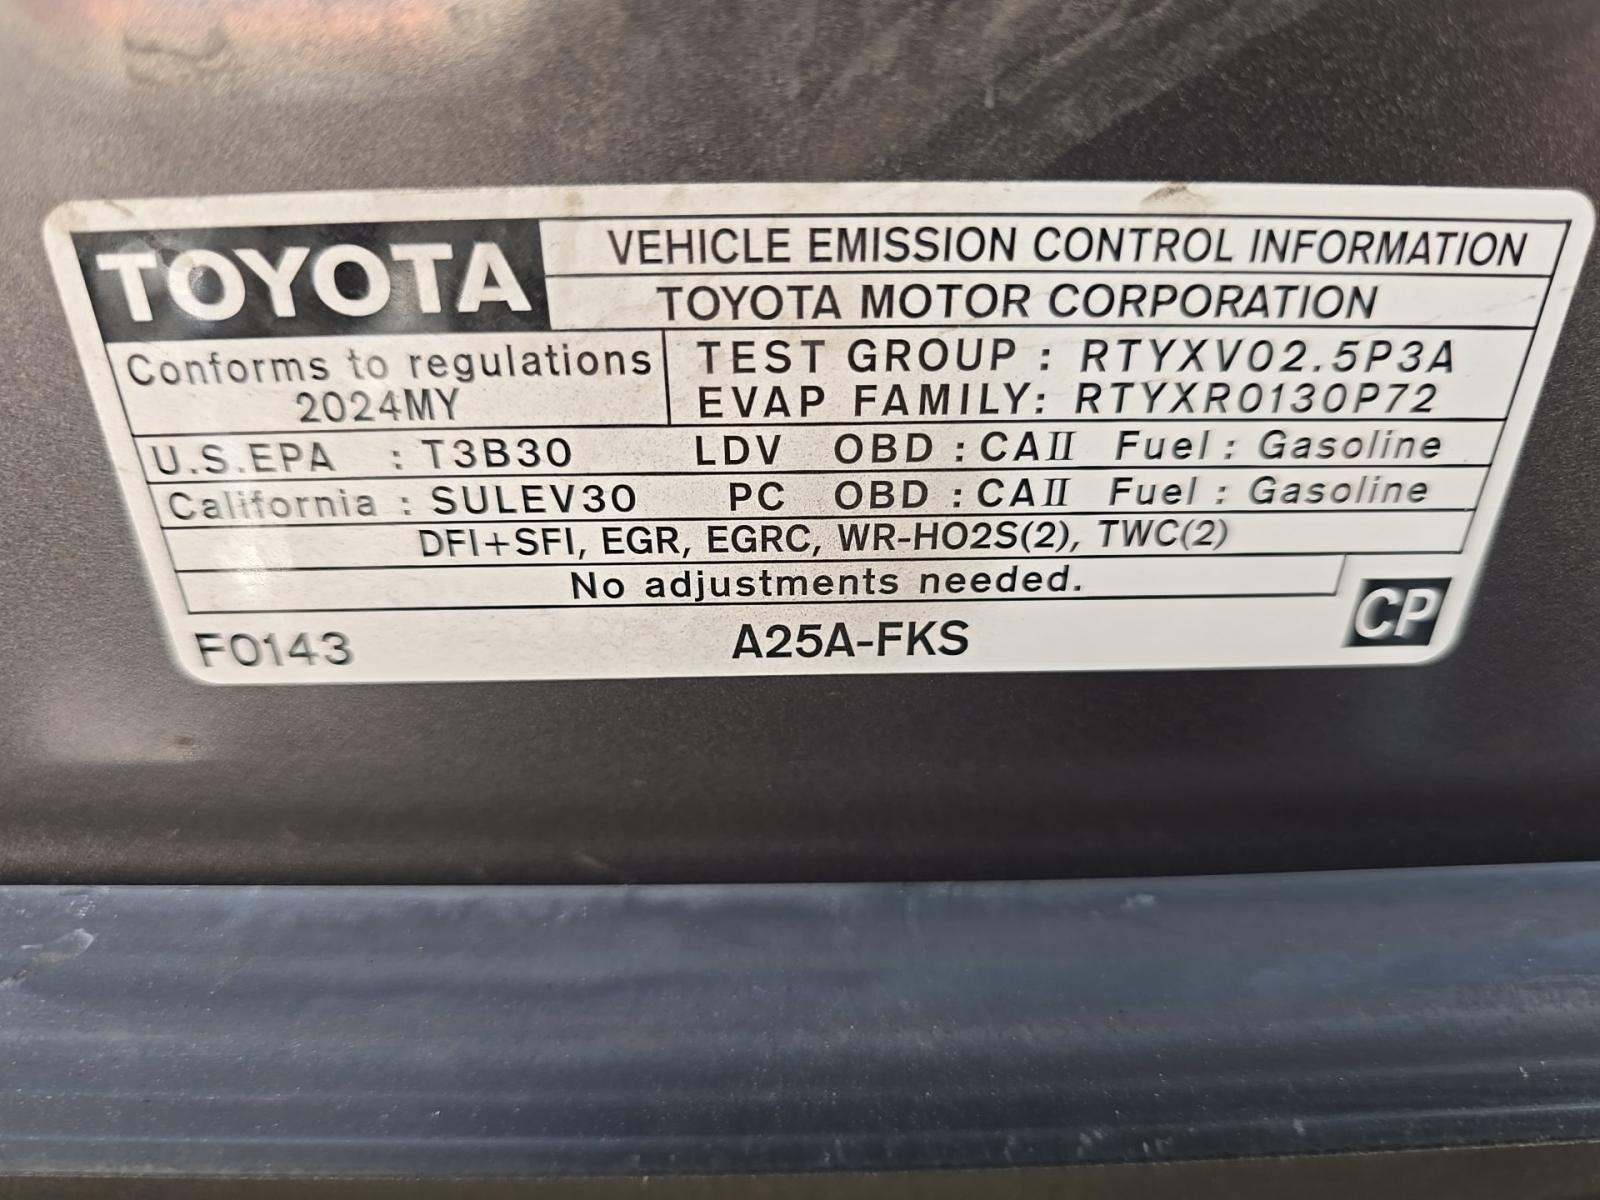 TOYOTA
VEHICLE EMISSION CONTROL INFORMATION
TOYOTA MOTOR CORPORATION
Conforms to regulations
2024MY
TEST GROUP : RTYXV02.5P3A
EVAP FAMILY: RTYXR0130P72
U.S.EPA : T3B30 LDV OBD : CAII Fuel : Gasoline
California : SULEV30 PC OBD : CAII Fuel : Gasoline
DFI+SFI, EGR, EGRC, WR-HO2S(2), TWC(2)
No adjustments needed.
F0143 A25A-FKS CP